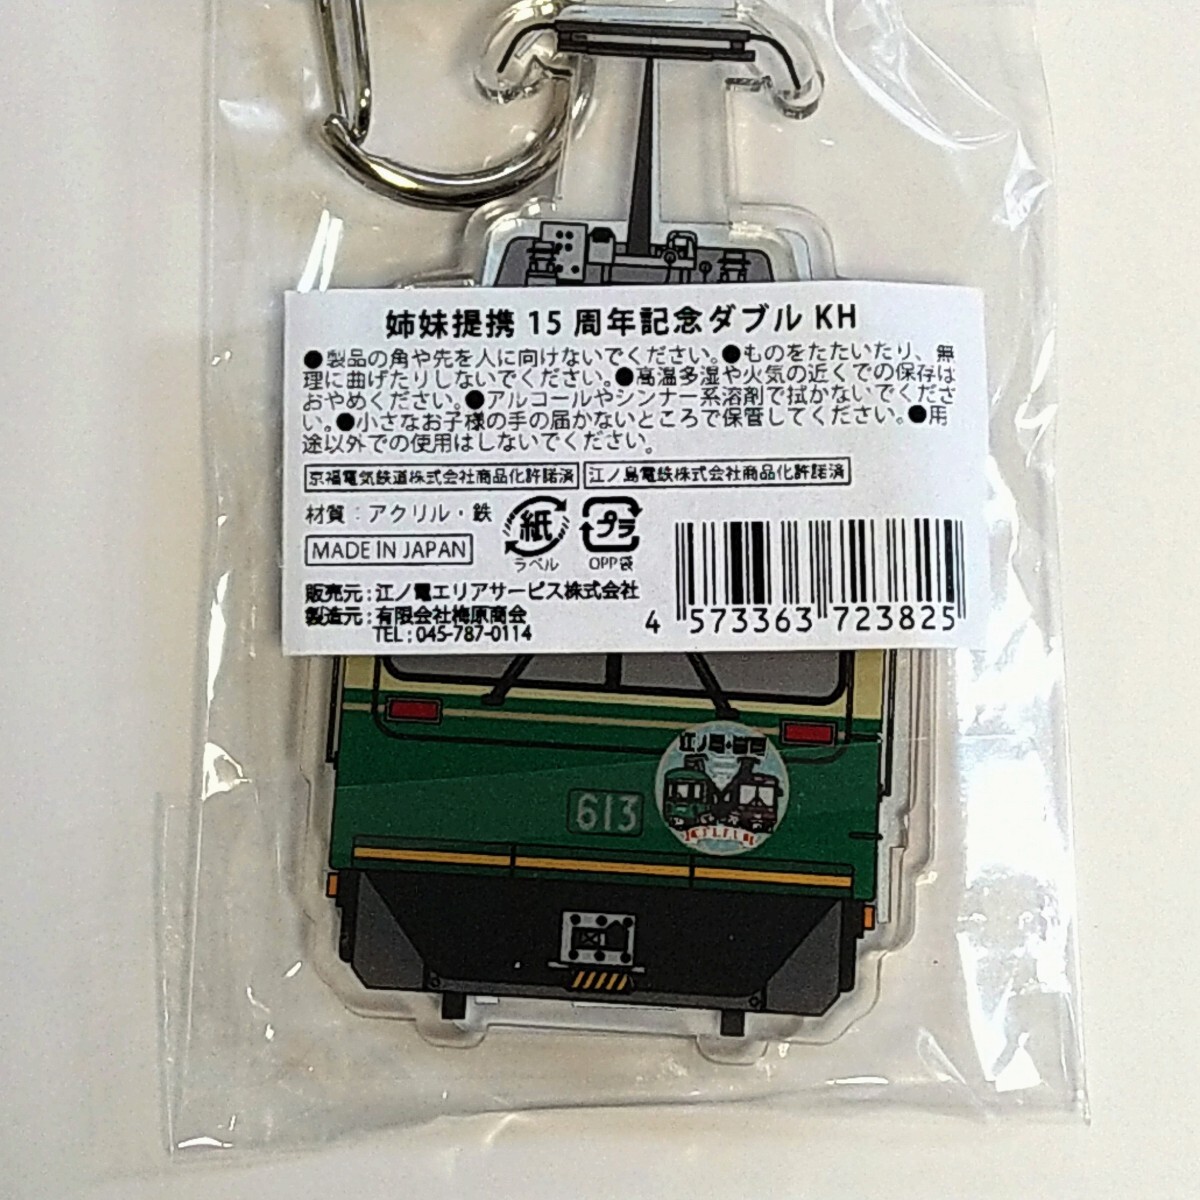 姉妹提携 15 周年記念ダブル KH
●製品の角や先を人に向けないでください。●ものをたたいたり、無
理に曲げたりしないでください。●高温多湿や火気の近くでの保存は
おやめください。●アルコールやシンナー系溶剤で拭かないでくださ
い。●小さなお子様の手の届かないところで保管してください。●用
途以外での使用はしないでください。
京福電気鉄道株式会社商品化許諾済 江ノ島電鉄株式会社商品化許諾済
材質：アクリル・鉄
紙
ラベル
プラ
OPP袋
MADE IN JAPAN
販売元：江ノ電エリアサービス株式会社
製造元：有限会社梅原商会
TEL：045-787-0114
4 573363 723825
613